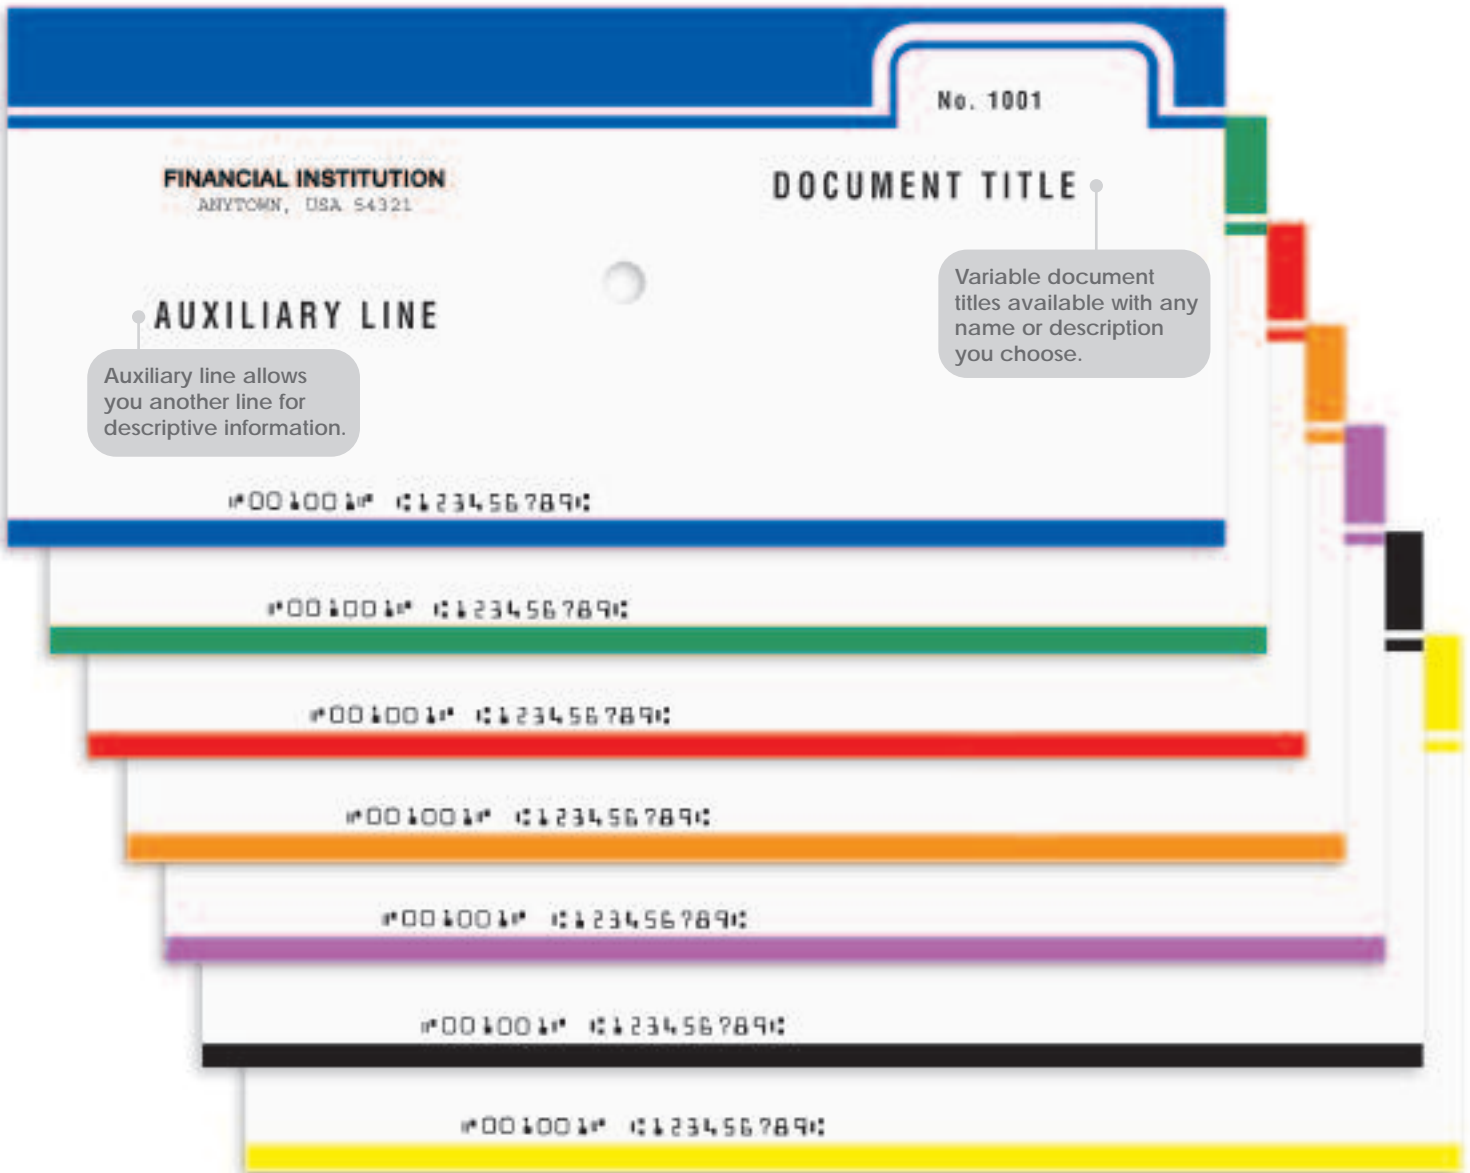 No. 1001
FINANCIAL INSTITUTION
ANYTOWN, USA 54321
DOCUMENT TITLE
AUXILIARY LINE
Variable document
titles available with any
name or description
you choose.
Auxiliary line allows
you another line for
descriptive information.
⑈001001⑈ ⑆123456789⑆
⑈001001⑈ ⑆123456789⑆
⑈001001⑈ ⑆123456789⑆
⑈001001⑈ ⑆123456789⑆
⑈001001⑈ ⑆123456789⑆
⑈001001⑈ ⑆123456789⑆
⑈001001⑈ ⑆123456789⑆